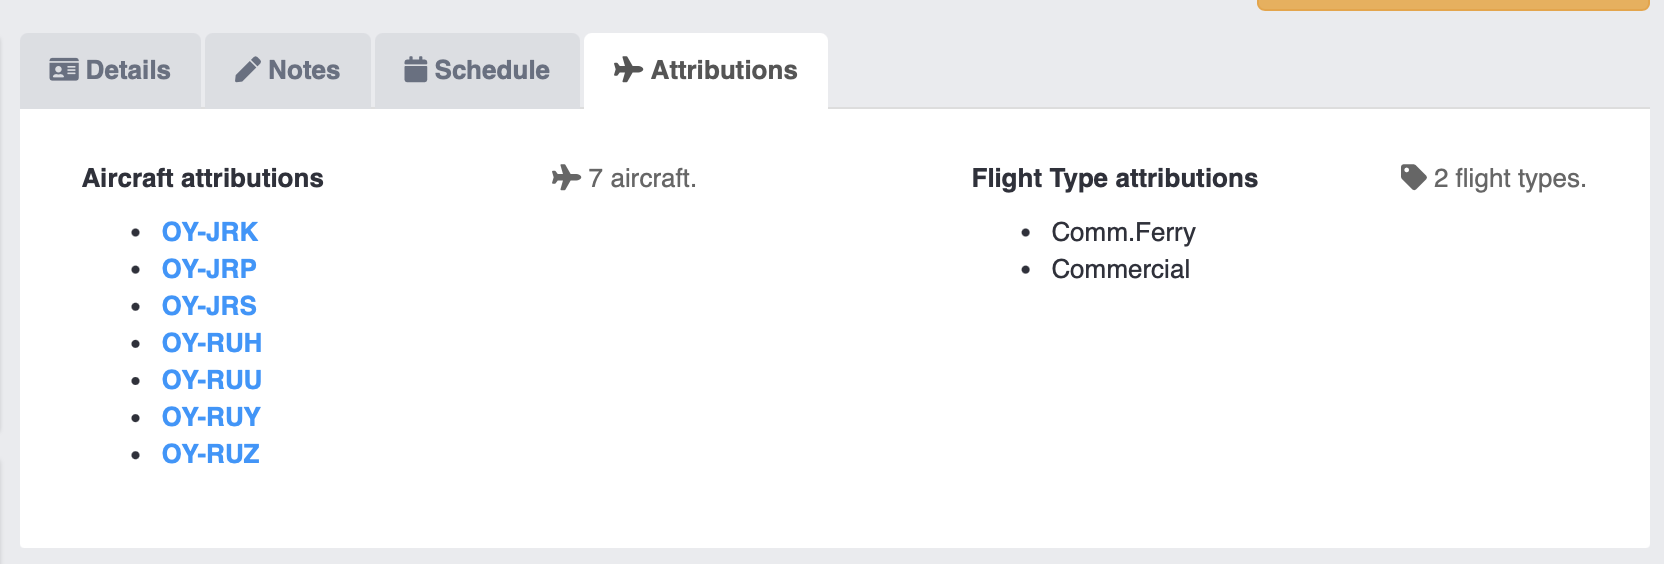 Details Notes Schedule Attributions
Aircraft attributions 7 aircraft.
OY-JRK
OY-JRP
OY-JRS
OY-RUH
OY-RUU
OY-RUY
OY-RUZ
Flight Type attributions 2 flight types.
Comm.Ferry
Commercial